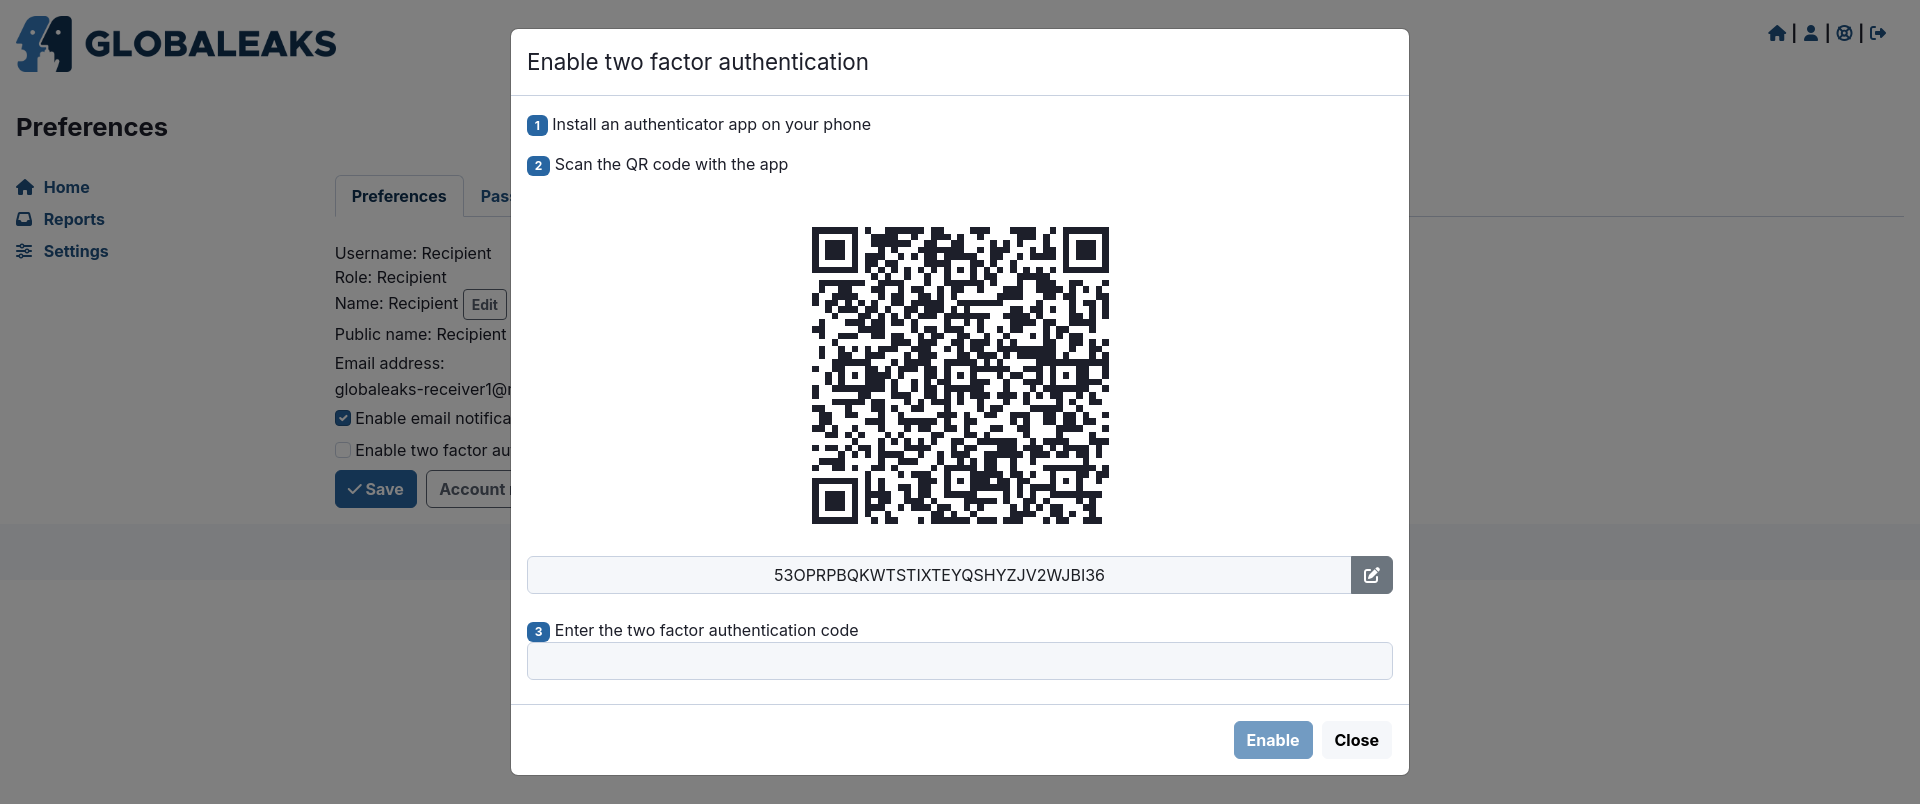 GLOBALEAKS
Preferences
Home
Reports
Settings
Preferences
Username: Recipient
Role: Recipient
Name: Recipient Edit
Public name: Recipient
Email address:
globaleaks-receiver1@
Enable email
Enable two factor
Save
Account
Enable two factor authentication
1 Install an authenticator app on your phone
2 Scan the QR code with the app
53OPRPBQKWTSTIXTEYQSHYZJV2WJBI36
3 Enter the two factor authentication code
Enable
Close